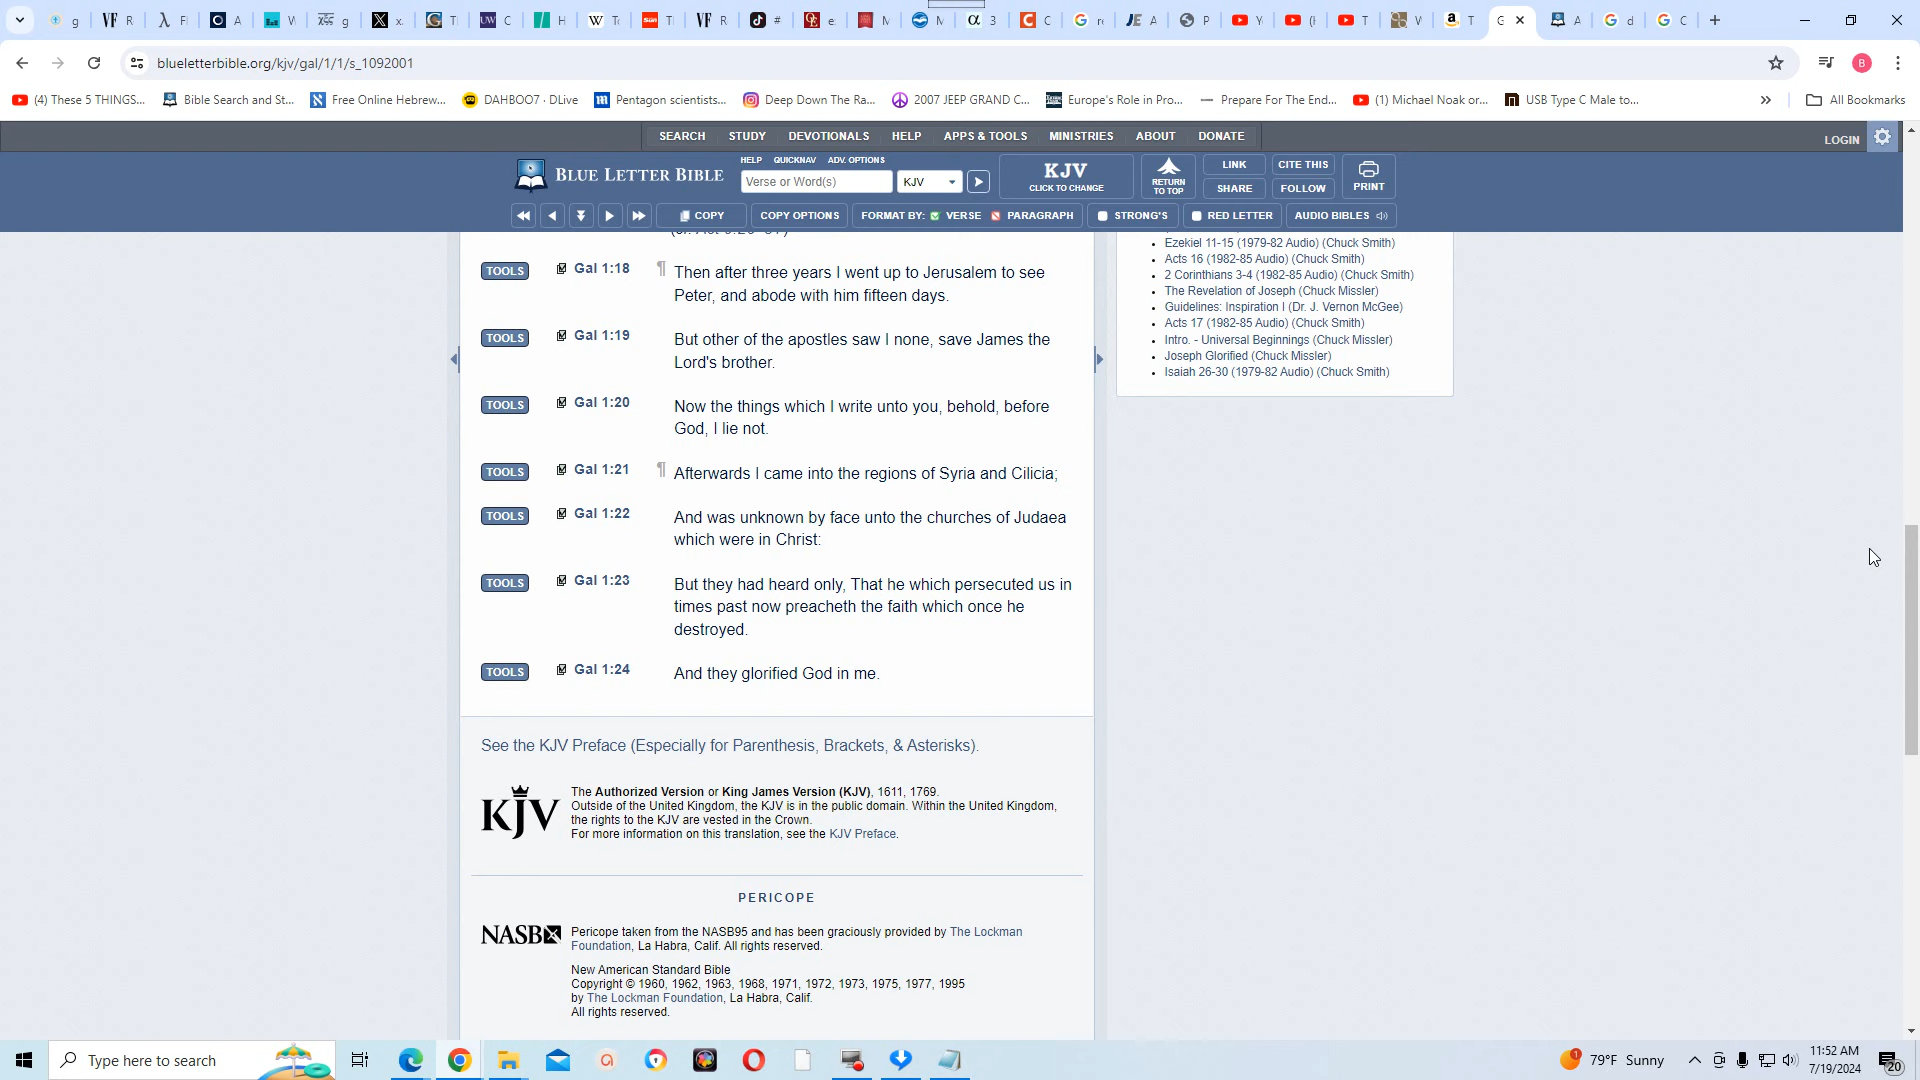 g
R
F
A
W
g
x.
Tl
C
H
To
Tl
R
#
e
M
N
3
C
re
A
P
Y
(I
T
W
T
G
A
d
C
blueletterbible.org/kjv/gal/1/1/s_1092001
B
(4) These 5 THINGS...
Bible Search and St...
Free Online Hebrew...
DAHBOO7 · DLive
Pentagon scientists...
Deep Down The Ra...
2007 JEEP GRAND C...
Europe's Role in Pro...
Prepare For The End...
(1) Michael Noak or...
USB Type C Male to...
All Bookmarks
SEARCH STUDY DEVOTIONALS HELP APPS & TOOLS MINISTRIES ABOUT DONATE
LOGIN
BLUE LETTER BIBLE
HELP QUICKNAV ADV. OPTIONS
Verse or Word(s) KJV
KJV
CLICK TO CHANGE
RETURN
TO TOP
LINK CITE THIS
SHARE FOLLOW
PRINT
COPY COPY OPTIONS FORMAT BY: VERSE PARAGRAPH STRONG'S RED LETTER AUDIO BIBLES
TOOLS Gal 1:18 ¶ Then after three years I went up to Jerusalem to see
Peter, and abode with him fifteen days.
TOOLS Gal 1:19 But other of the apostles saw I none, save James the
Lord's brother.
TOOLS Gal 1:20 Now the things which I write unto you, behold, before
God, I lie not.
TOOLS Gal 1:21 ¶ Afterwards I came into the regions of Syria and Cilicia;
TOOLS Gal 1:22 And was unknown by face unto the churches of Judaea
which were in Christ:
TOOLS Gal 1:23 But they had heard only, That he which persecuted us in
times past now preacheth the faith which once he
destroyed.
TOOLS Gal 1:24 And they glorified God in me.
See the KJV Preface (Especially for Parenthesis, Brackets, & Asterisks).
KJV
The Authorized Version or King James Version (KJV), 1611, 1769.
Outside of the United Kingdom, the KJV is in the public domain. Within the United Kingdom,
the rights to the KJV are vested in the Crown.
For more information on this translation, see the KJV Preface.
PERICOPE
NASB
Pericope taken from the NASB95 and has been graciously provided by The Lockman
Foundation, La Habra, Calif. All rights reserved.
New American Standard Bible
Copyright © 1960, 1962, 1963, 1968, 1971, 1972, 1973, 1975, 1977, 1995
by The Lockman Foundation, La Habra, Calif.
All rights reserved.
Ezekiel 11-15 (1979-82 Audio) (Chuck Smith)
Acts 16 (1982-85 Audio) (Chuck Smith)
2 Corinthians 3-4 (1982-85 Audio) (Chuck Smith)
The Revelation of Joseph (Chuck Missler)
Guidelines: Inspiration I (Dr. J. Vernon McGee)
Acts 17 (1982-85 Audio) (Chuck Smith)
Intro. - Universal Beginnings (Chuck Missler)
Joseph Glorified (Chuck Missler)
Isaiah 26-30 (1979-82 Audio) (Chuck Smith)
Type here to search
1
79°F Sunny
11:52 AM
7/19/2024
20